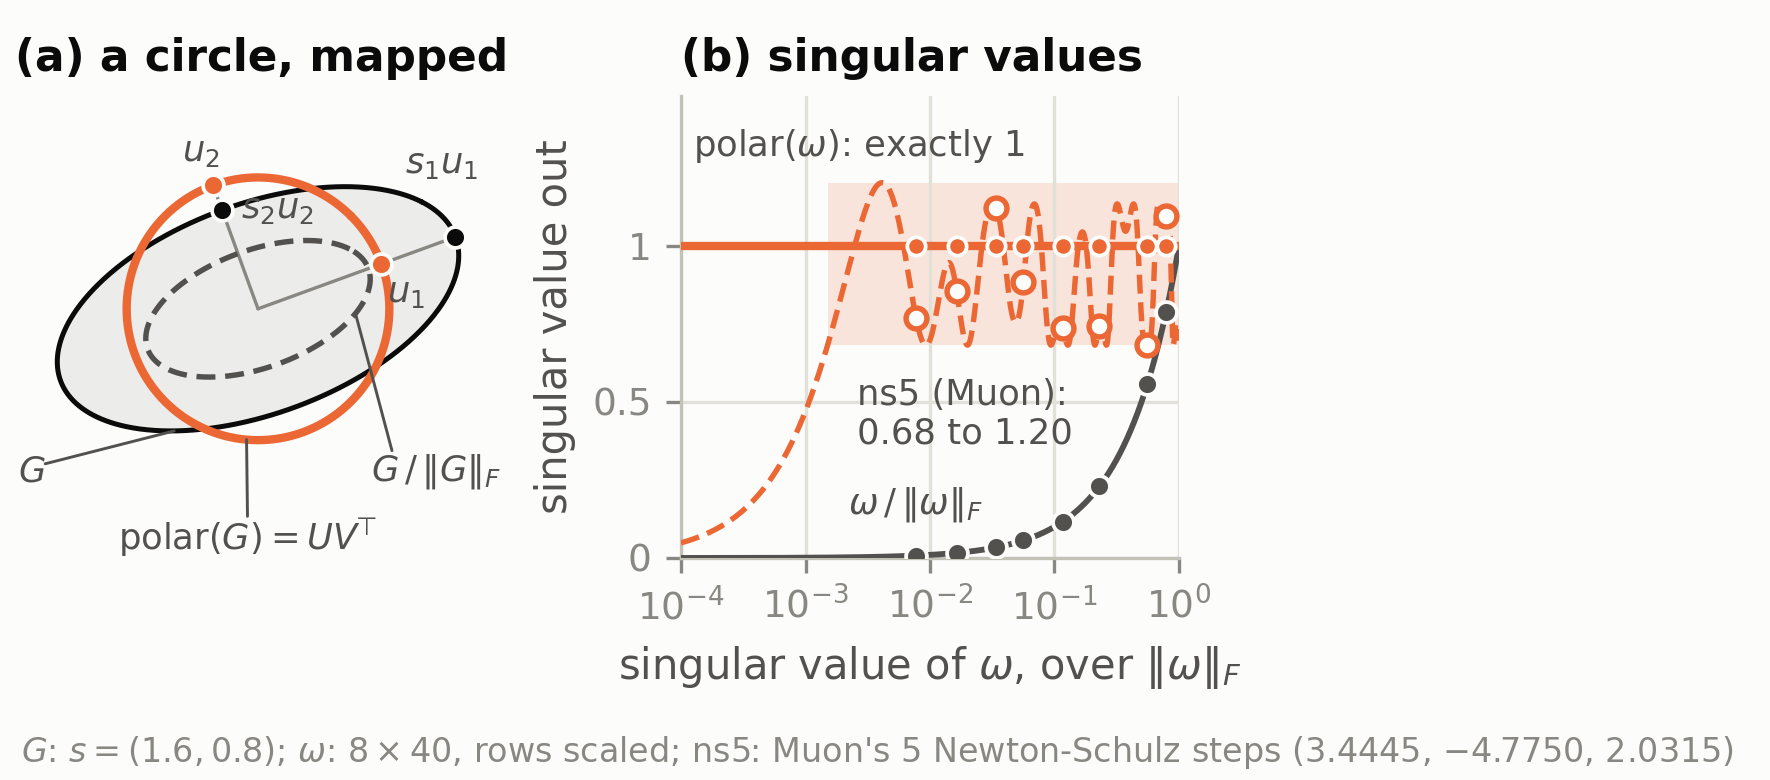 (a) a circle, mapped
u₂
s₁u₁
s₂u₂
u₁
G
G / ‖G‖F
polar(G) = UV⊤
(b) singular values
singular value out
polar(ω): exactly 1
1
0.5
0
ns5 (Muon):
0.68 to 1.20
ω / ‖ω‖F
10⁻⁴ 10⁻³ 10⁻² 10⁻¹ 10⁰
singular value of ω, over ‖ω‖F
G: s = (1.6, 0.8); ω: 8 × 40, rows scaled; ns5: Muon's 5 Newton-Schulz steps (3.4445, −4.7750, 2.0315)